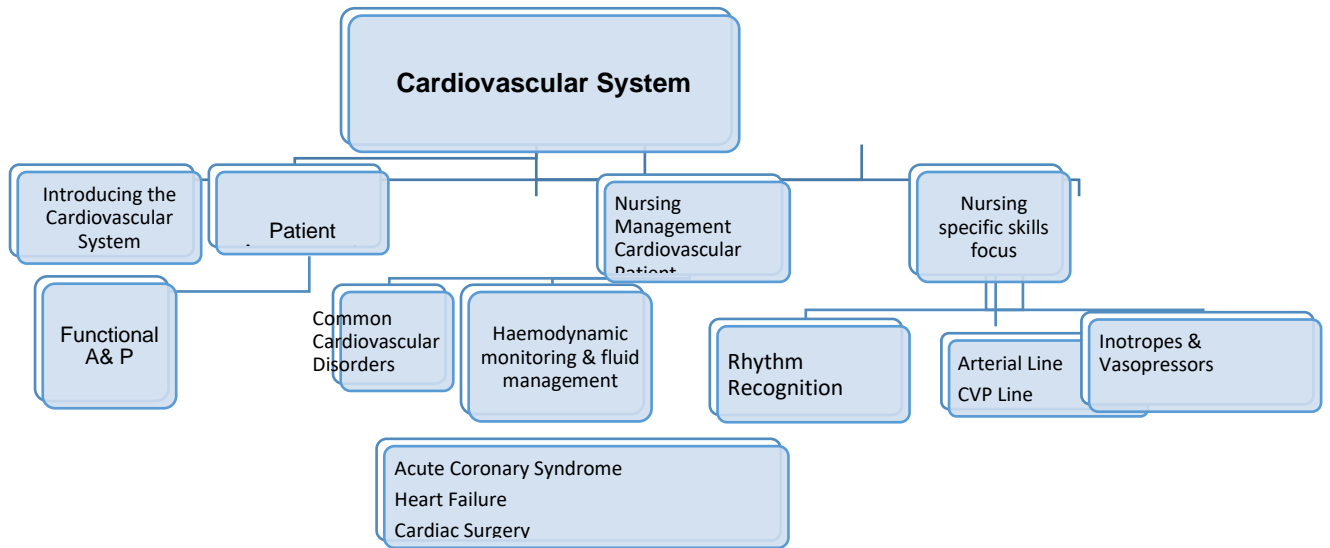 Cardiovascular System
Introducing the
Cardiovascular
System
Patient
Nursing
Management
Cardiovascular
Patient
Nursing
specific skills
focus
Functional
A& P
Common
Cardiovascular
Disorders
Haemodynamic
monitoring & fluid
management
Rhythm
Recognition
Arterial Line
CVP Line
Inotropes &
Vasopressors
Acute Coronary Syndrome
Heart Failure
Cardiac Surgery